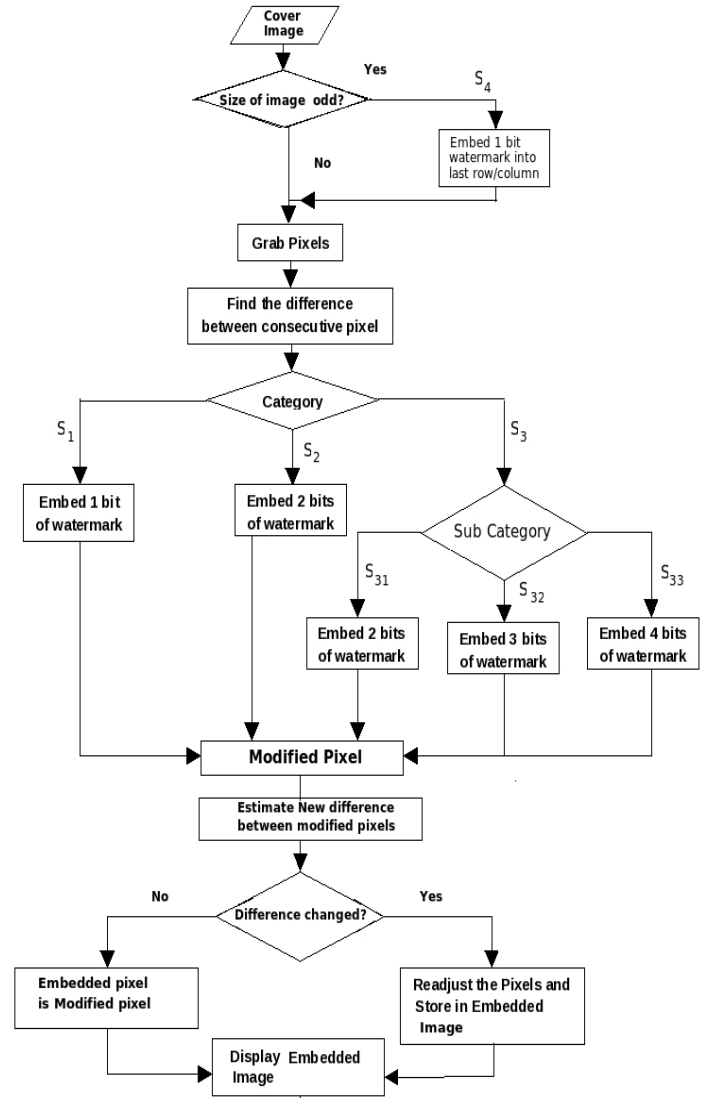 Cover
Image
Yes
S4
Size of image odd?
Embed 1 bit
watermark into
last row/column
No
Grab Pixels
Find the difference
between consecutive pixel
Category
S1
S2
S3
Embed 1 bit
of watermark
Embed 2 bits
of watermark
Sub Category
S31
S32
S33
Embed 2 bits
of watermark
Embed 3 bits
of watermark
Embed 4 bits
of watermark
Modified Pixel
Estimate New difference
between modified pixels
No
Yes
Difference changed?
Embedded pixel
is Modified pixel
Readjust the Pixels and
Store in Embedded
Image
Display Embedded
Image